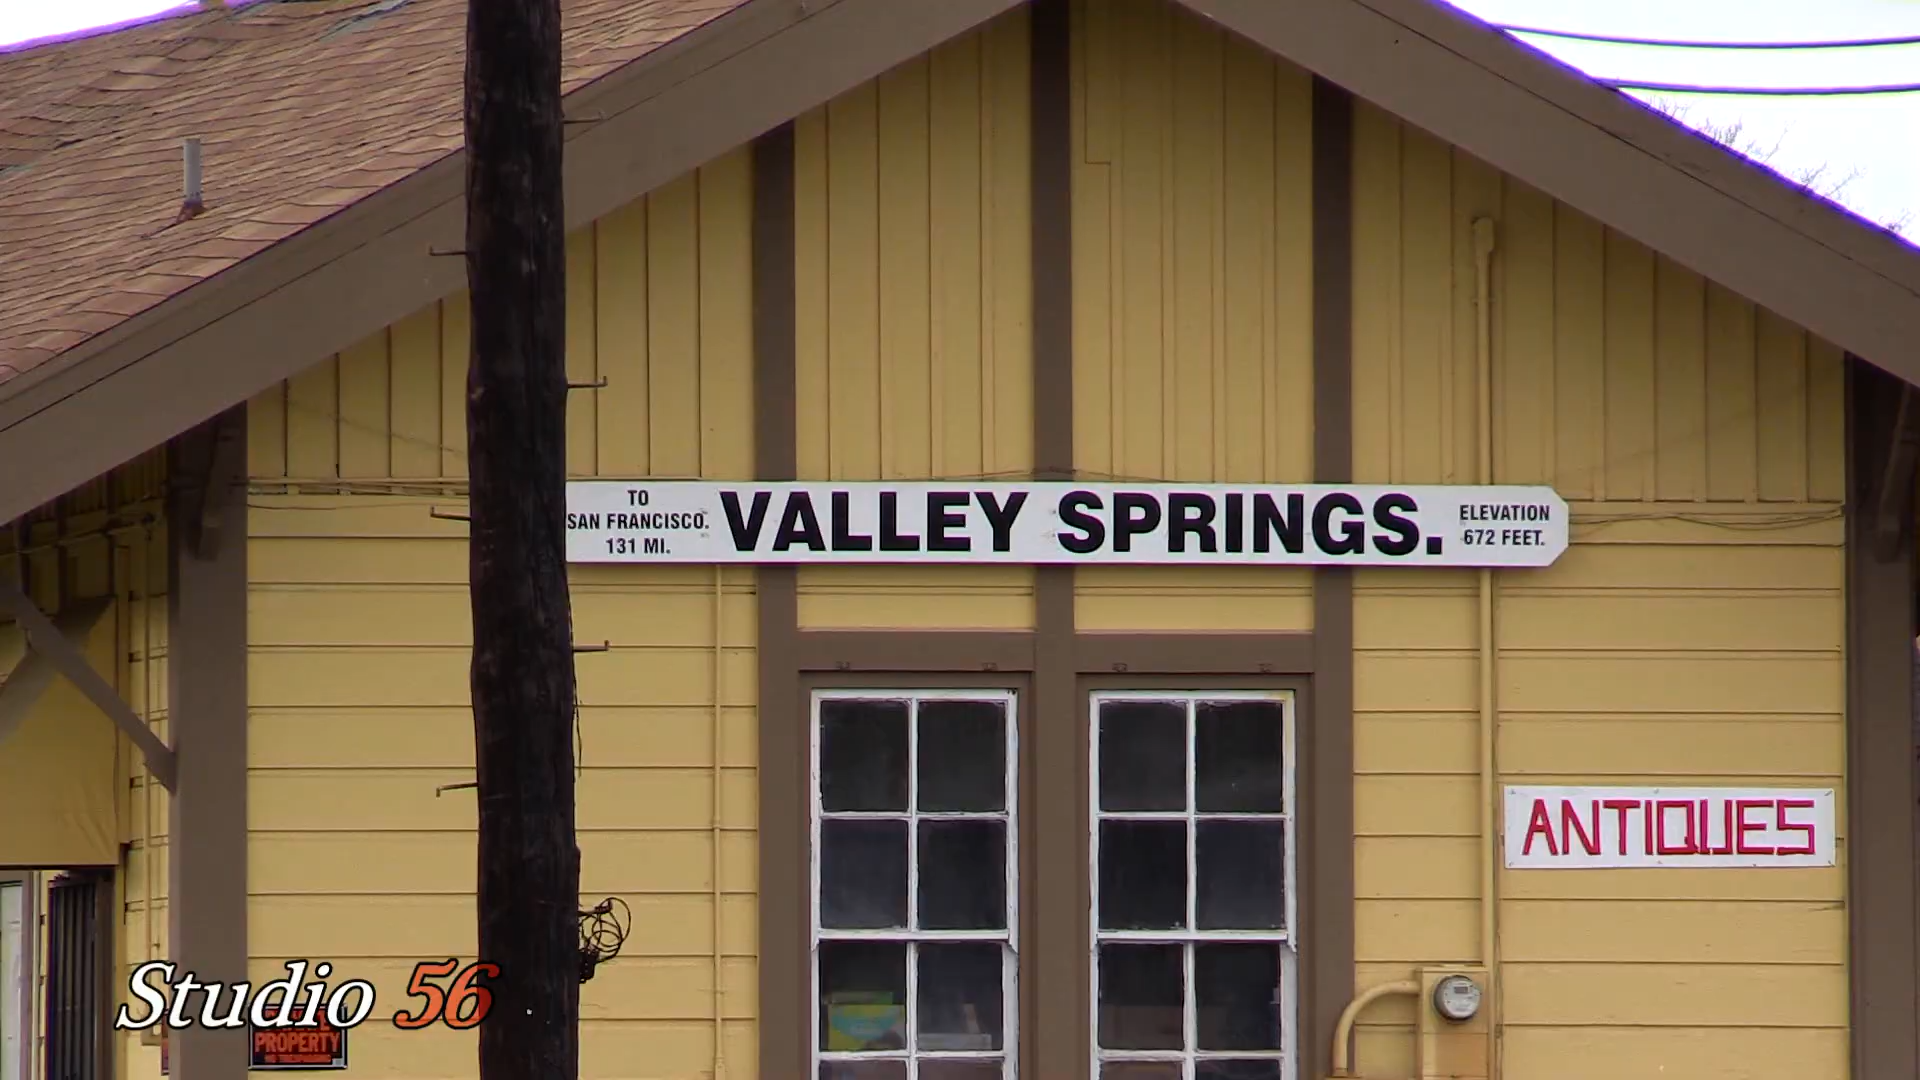 TO
SAN FRANCISCO.
131 MI.
VALLEY SPRINGS.
ELEVATION
672 FEET.
ANTIQUES
Studio 56
PROPERTY